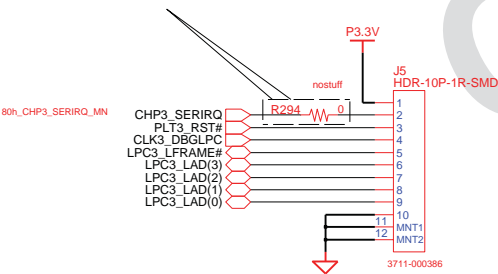 P3.3V
J5
HDR-10P-1R-SMD
nostuff
R294 0
1
80h_CHP3_SERIRQ_MN
CHP3_SERIRQ 2
PLT3_RST# 3
CLK3_DBGLPC 4
LPC3_LFRAME# 5
LPC3_LAD(3) 6
LPC3_LAD(2) 7
LPC3_LAD(1) 8
LPC3_LAD(0) 9
10
11 MNT1
12 MNT2
3711-000386